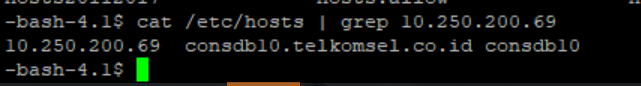 -bash-4.1$ cat /etc/hosts | grep 10.250.200.69
10.250.200.69  consdb10.telkomsel.co.id consdb10
-bash-4.1$